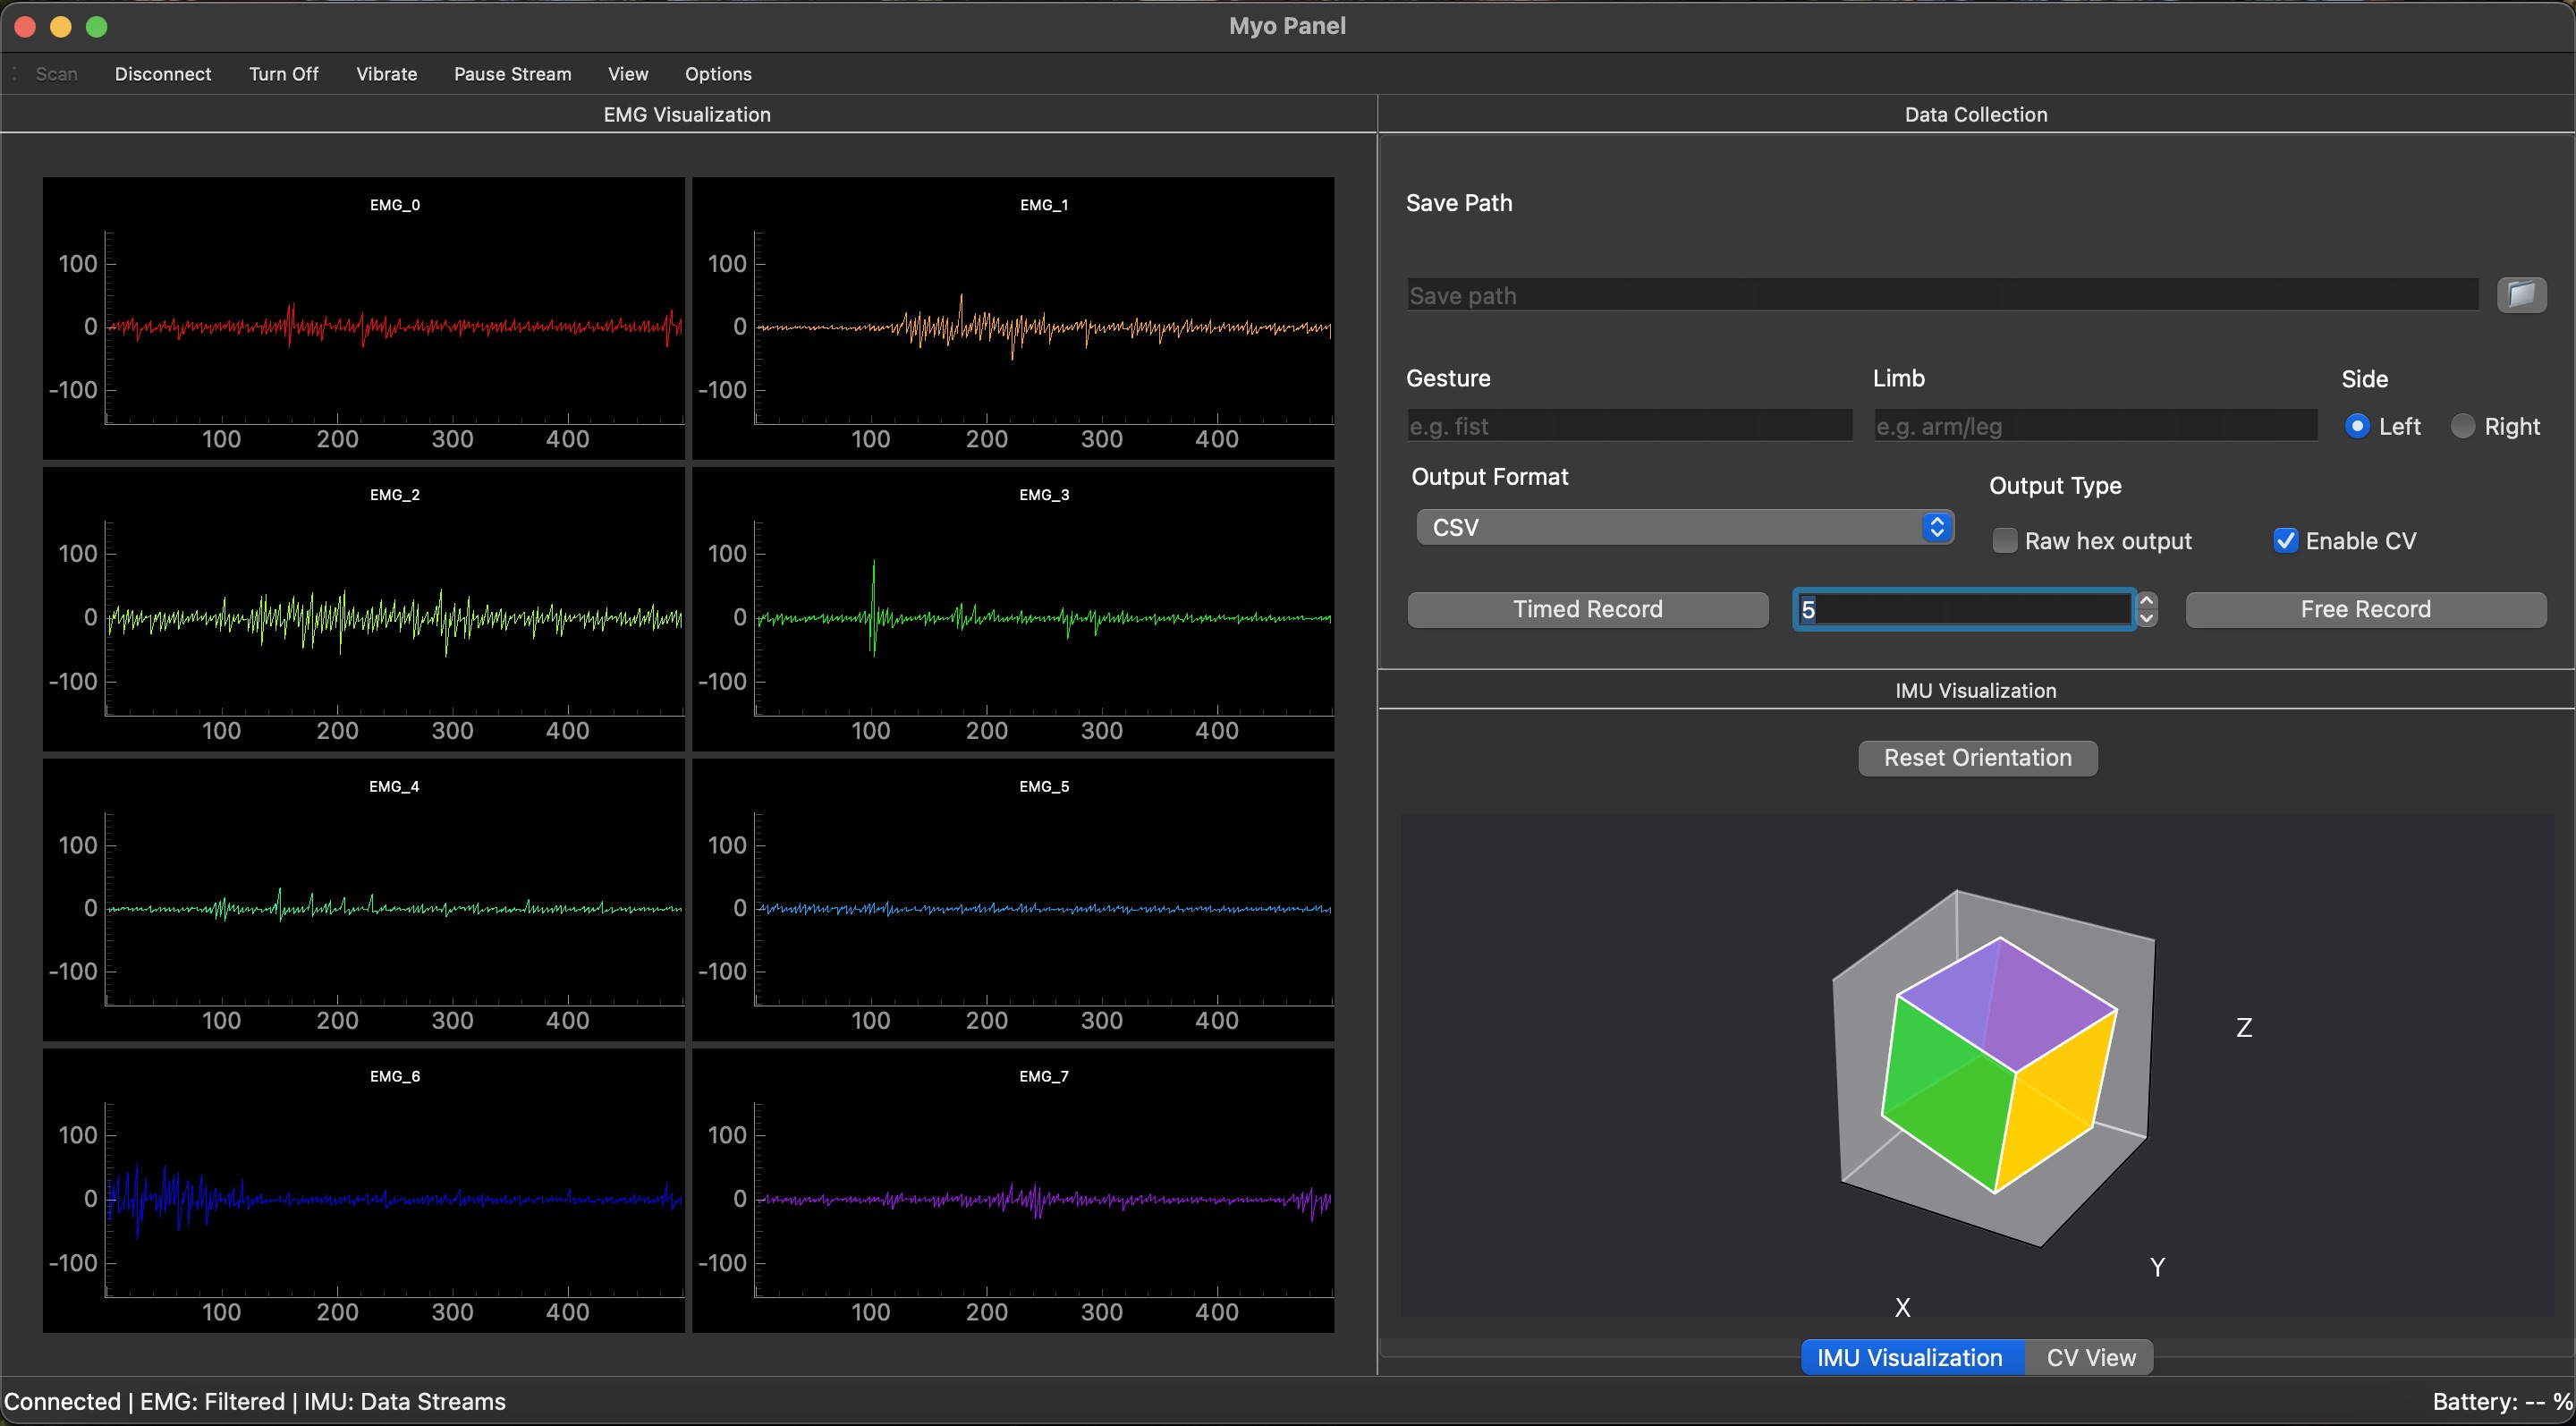 Myo Panel
Scan Disconnect Turn Off Vibrate Pause Stream View Options
EMG Visualization
EMG_0
100
0
-100
100 200 300 400
EMG_1
100
0
-100
100 200 300 400
EMG_2
100
0
-100
100 200 300 400
EMG_3
100
0
-100
100 200 300 400
EMG_4
100
0
-100
100 200 300 400
EMG_5
100
0
-100
100 200 300 400
EMG_6
100
0
-100
100 200 300 400
EMG_7
100
0
-100
100 200 300 400
Data Collection
Save Path
Save path
Gesture Limb Side
e.g. fist e.g. arm/leg Left Right
Output Format Output Type
CSV Raw hex output Enable CV
Timed Record 5 Free Record
IMU Visualization
Reset Orientation
Z
Y
X
IMU Visualization CV View
Connected | EMG: Filtered | IMU: Data Streams Battery: -- %